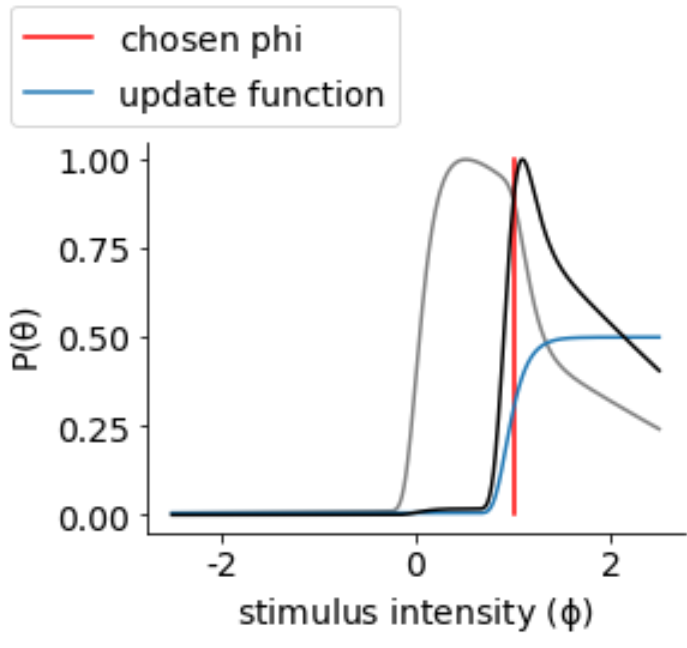 chosen phi
update function
1.00
0.75
P(θ)
0.50
0.25
0.00
-2 0 2
stimulus intensity (ϕ)